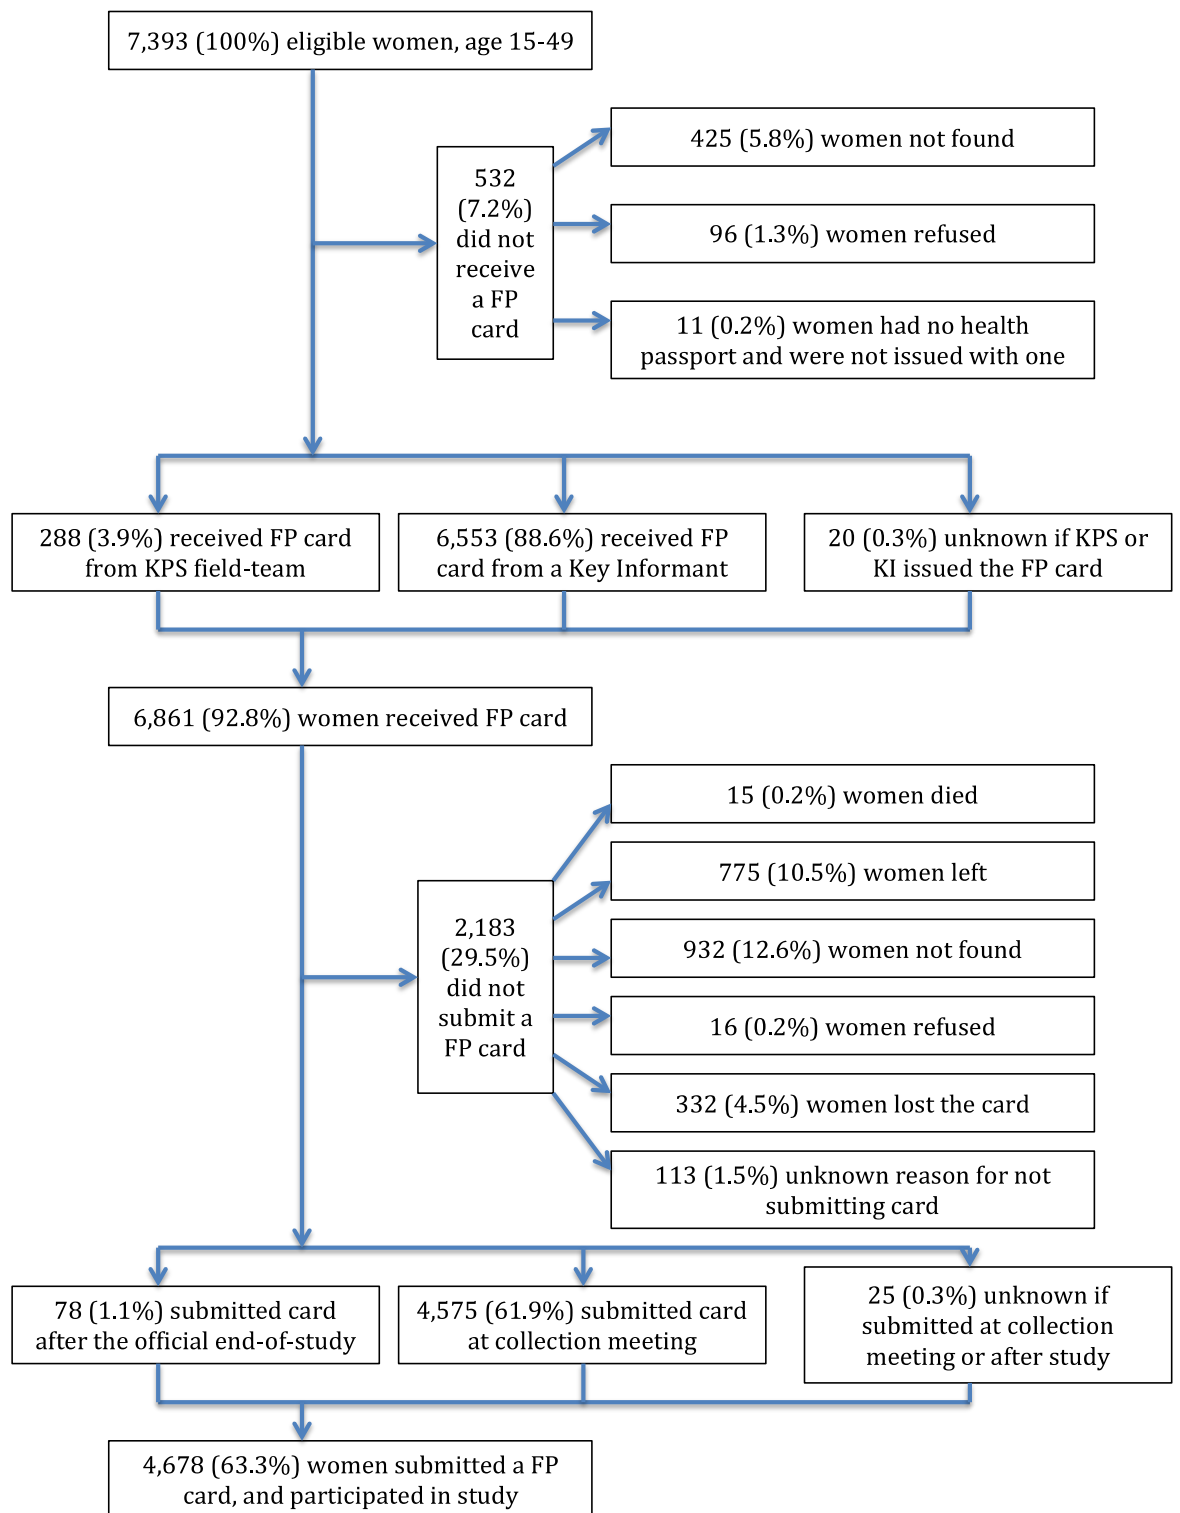 7,393 (100%) eligible women, age 15-49
425 (5.8%) women not found
532
(7.2%)
did not
receive
a FP
card
96 (1.3%) women refused
11 (0.2%) women had no health
passport and were not issued with one
288 (3.9%) received FP card
from KPS field-team
6,553 (88.6%) received FP
card from a Key Informant
20 (0.3%) unknown if KPS or
KI issued the FP card
6,861 (92.8%) women received FP card
15 (0.2%) women died
775 (10.5%) women left
2,183
(29.5%)
did not
submit a
FP card
932 (12.6%) women not found
16 (0.2%) women refused
332 (4.5%) women lost the card
113 (1.5%) unknown reason for not
submitting card
78 (1.1%) submitted card
after the official end-of-study
4,575 (61.9%) submitted card
at collection meeting
25 (0.3%) unknown if
submitted at collection
meeting or after study
4,678 (63.3%) women submitted a FP
card, and participated in study